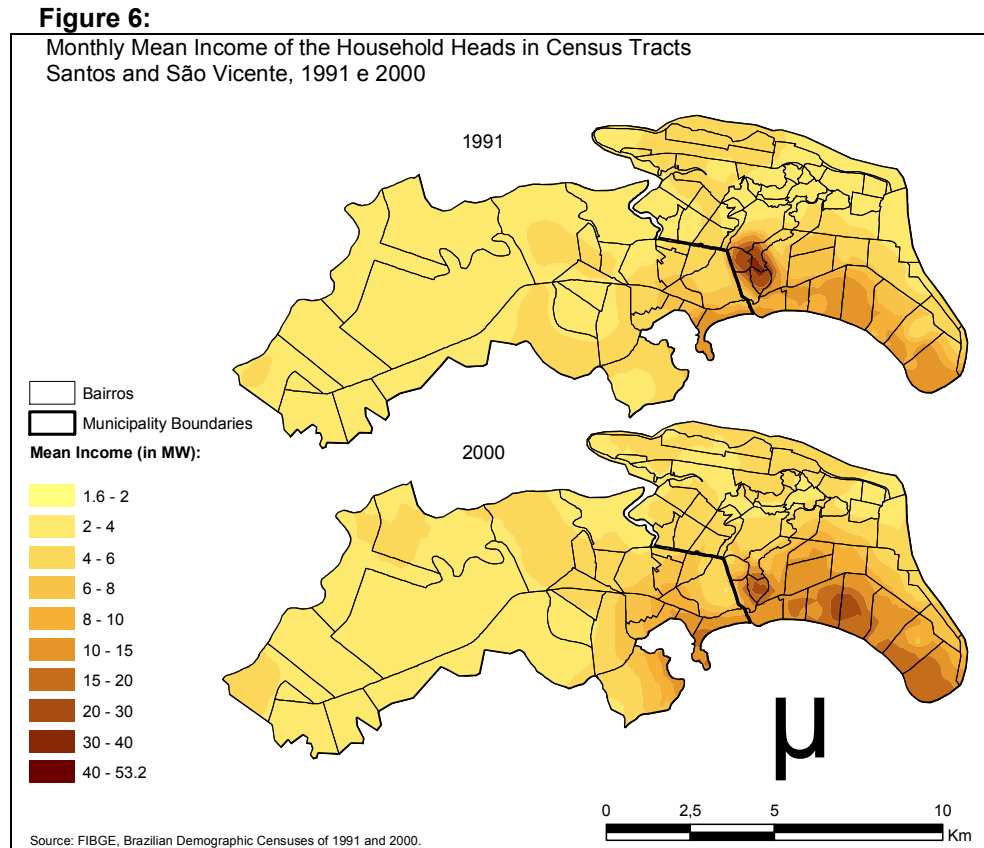 Figure 6:
Monthly Mean Income of the Household Heads in Census Tracts
Santos and São Vicente, 1991 e 2000
1991
Bairros
Municipality Boundaries
Mean Income (in MW):
2000
1.6 - 2
2 - 4
4 - 6
6 - 8
8 - 10
10 - 15
15 - 20
20 - 30
30 - 40
40 - 53.2
µ
0 2,5 5 10
Km
Source: FIBGE, Brazilian Demographic Censuses of 1991 and 2000.